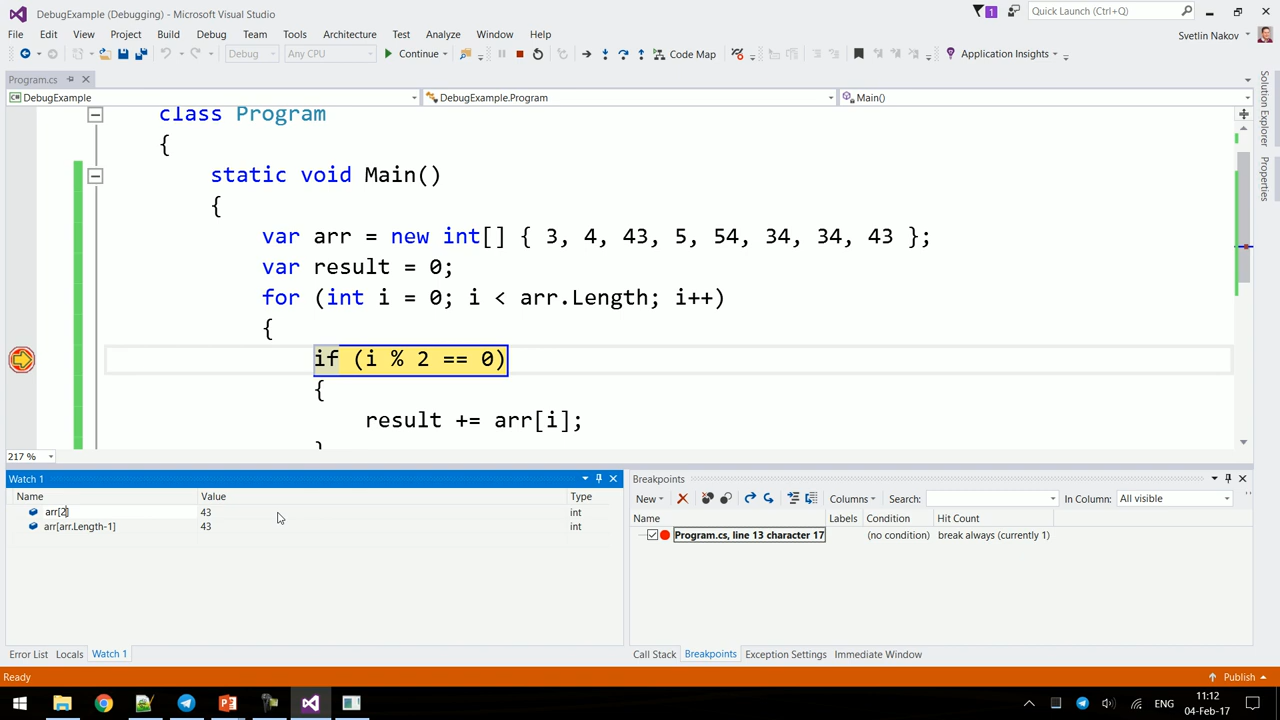 DebugExample (Debugging) - Microsoft Visual Studio
1
Quick Launch (Ctrl+Q)
File Edit View Project Build Debug Team Tools Architecture Test Analyze Window Help
Svetlin Nakov
Debug Any CPU Continue Code Map Application Insights
Program.cs
DebugExample DebugExample.Program Main()
Solution Explorer
Properties
class Program
{
static void Main()
{
var arr = new int[] { 3, 4, 43, 5, 54, 34, 34, 43 };
var result = 0;
for (int i = 0; i < arr.Length; i++)
{
if (i % 2 == 0)
{
result += arr[i];
}
217 %
Watch 1
Name Value Type
arr[2] 43 int
arr[arr.Length-1] 43 int
Error List Locals Watch 1
Breakpoints
New Columns Search: In Column: All visible
Name Labels Condition Hit Count
Program.cs, line 13 character 17 (no condition) break always (currently 1)
Call Stack Breakpoints Exception Settings Immediate Window
Ready Publish
ENG 11:12
04-Feb-17